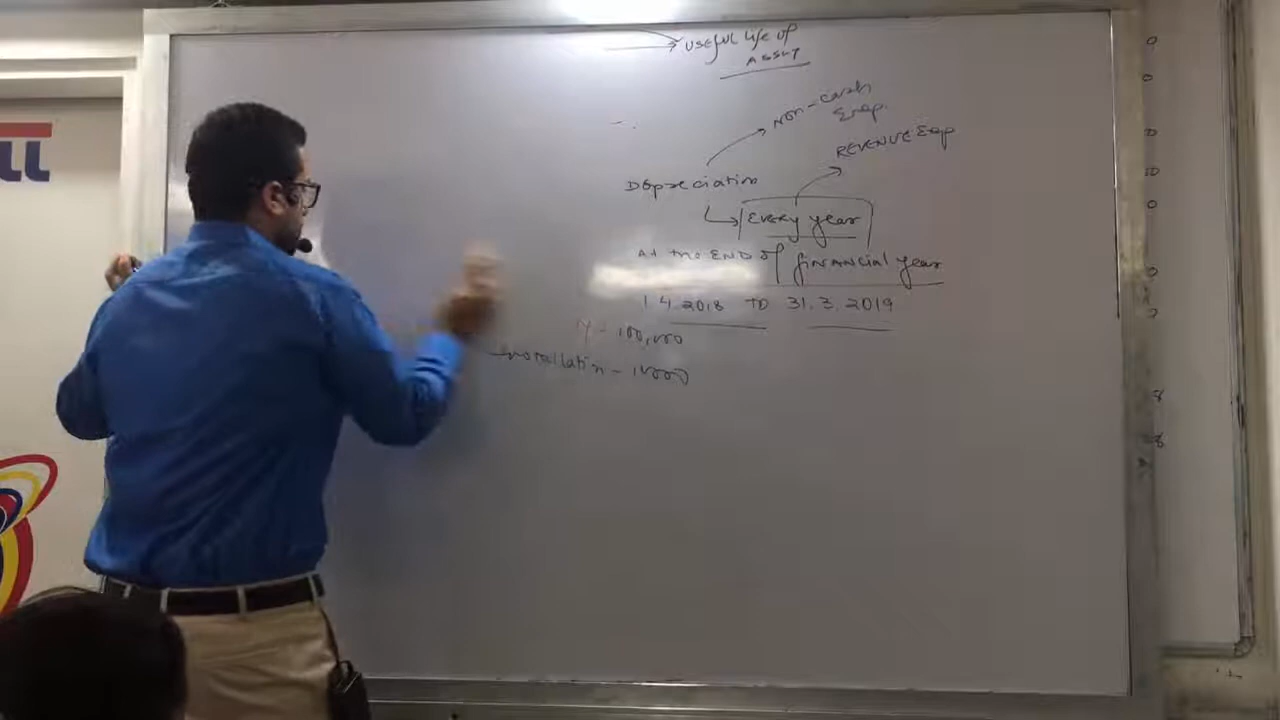 useful life of
ASSET
Non-cash
Exp.
REVENUE Exp
Depreciation
Every year
At the END of financial year
1 4.2018 TO 31.3.2019
100,000
Installation - 10000